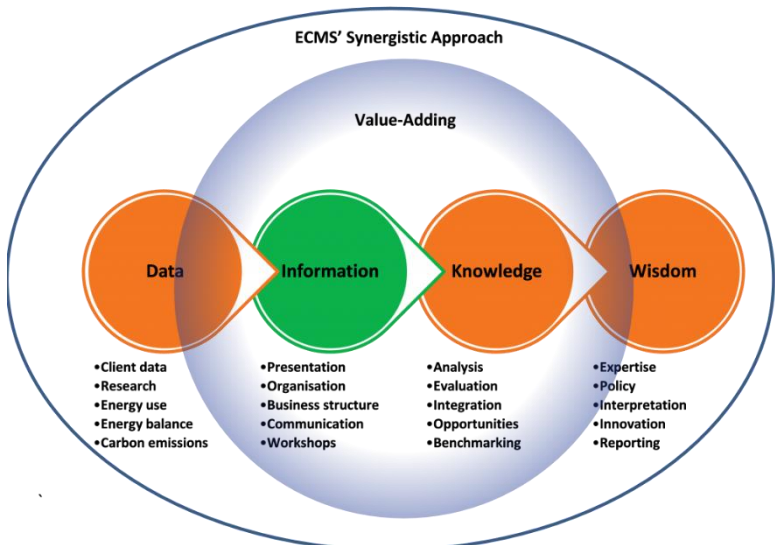 ECMS’ Synergistic Approach
Value-Adding
Data
Information
Knowledge
Wisdom
•Client data
•Research
•Energy use
•Energy balance
•Carbon emissions
•Presentation
•Organisation
•Business structure
•Communication
•Workshops
•Analysis
•Evaluation
•Integration
•Opportunities
•Benchmarking
•Expertise
•Policy
•Interpretation
•Innovation
•Reporting